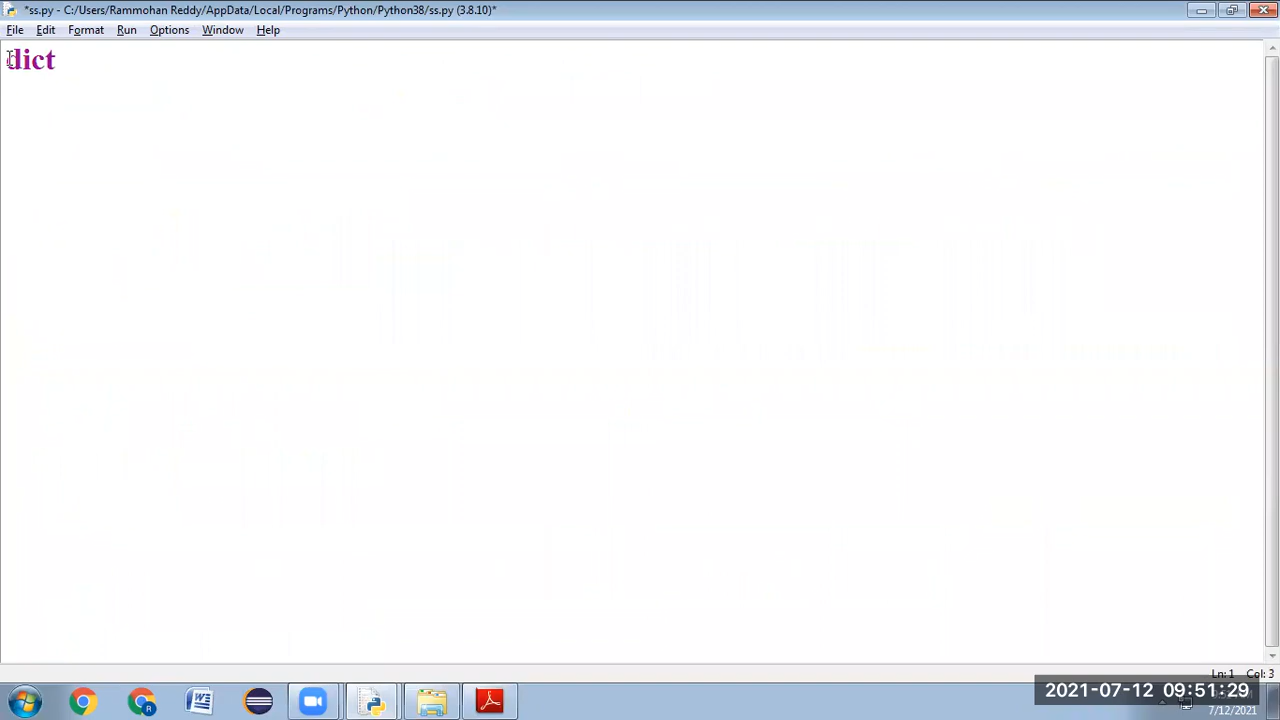 *ss.py - C:/Users/Rammohan Reddy/AppData/Local/Programs/Python/Python38/ss.py (3.8.10)*
File Edit Format Run Options Window Help
dict
Ln: 1 Col: 3
2021-07-12 09:51:29
7/12/2021